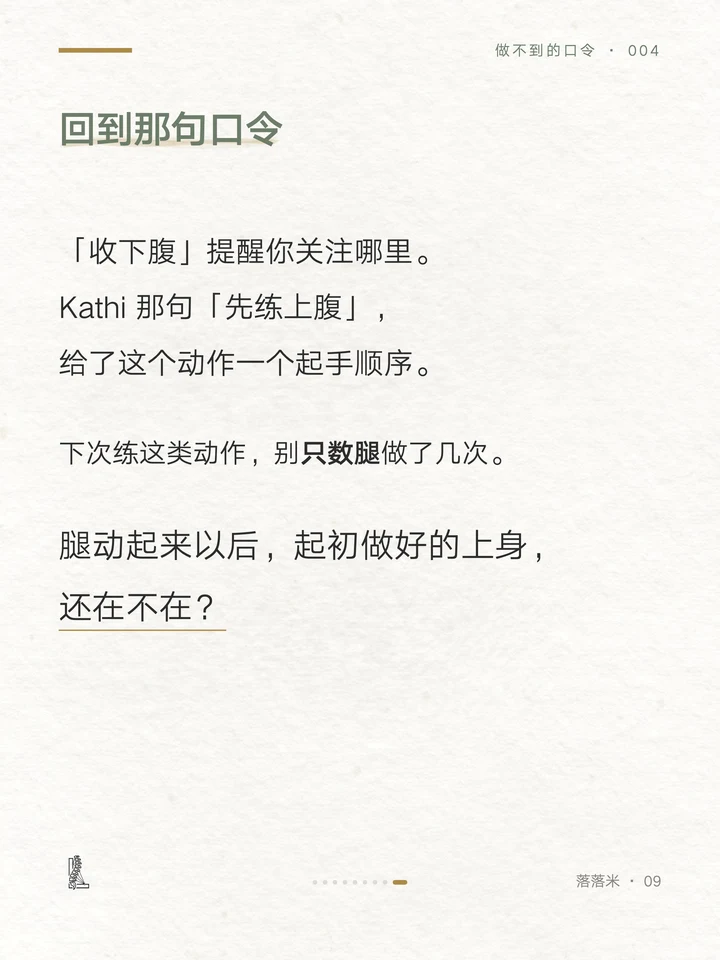 做不到的口令 · 004
回到那句口令
「收下腹」提醒你关注哪里。
Kathi 那句「先练上腹」，
给了这个动作一个起手顺序。
下次练这类动作，别只数腿做了几次。
腿动起来以后，起初做好的上身，
还在不在？
落落米 · 09